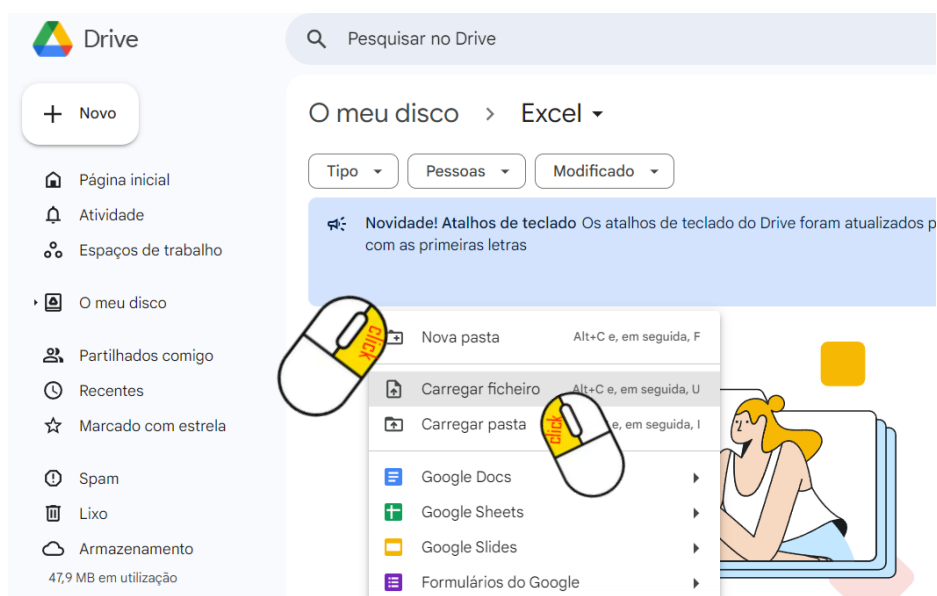 Drive
Pesquisar no Drive
Novo
O meu disco > Excel
Tipo
Pessoas
Modificado
Novidade! Atalhos de teclado Os atalhos de teclado do Drive foram atualizados p
com as primeiras letras
Página inicial
Atividade
Espaços de trabalho
O meu disco
Partilhados comigo
Recentes
Marcado com estrela
Spam
Lixo
Armazenamento
47,9 MB em utilização
click
Nova pasta Alt+C e, em seguida, F
Carregar ficheiro Alt+C e, em seguida, U
Carregar pasta e, em seguida, I
click
Google Docs
Google Sheets
Google Slides
Formulários do Google